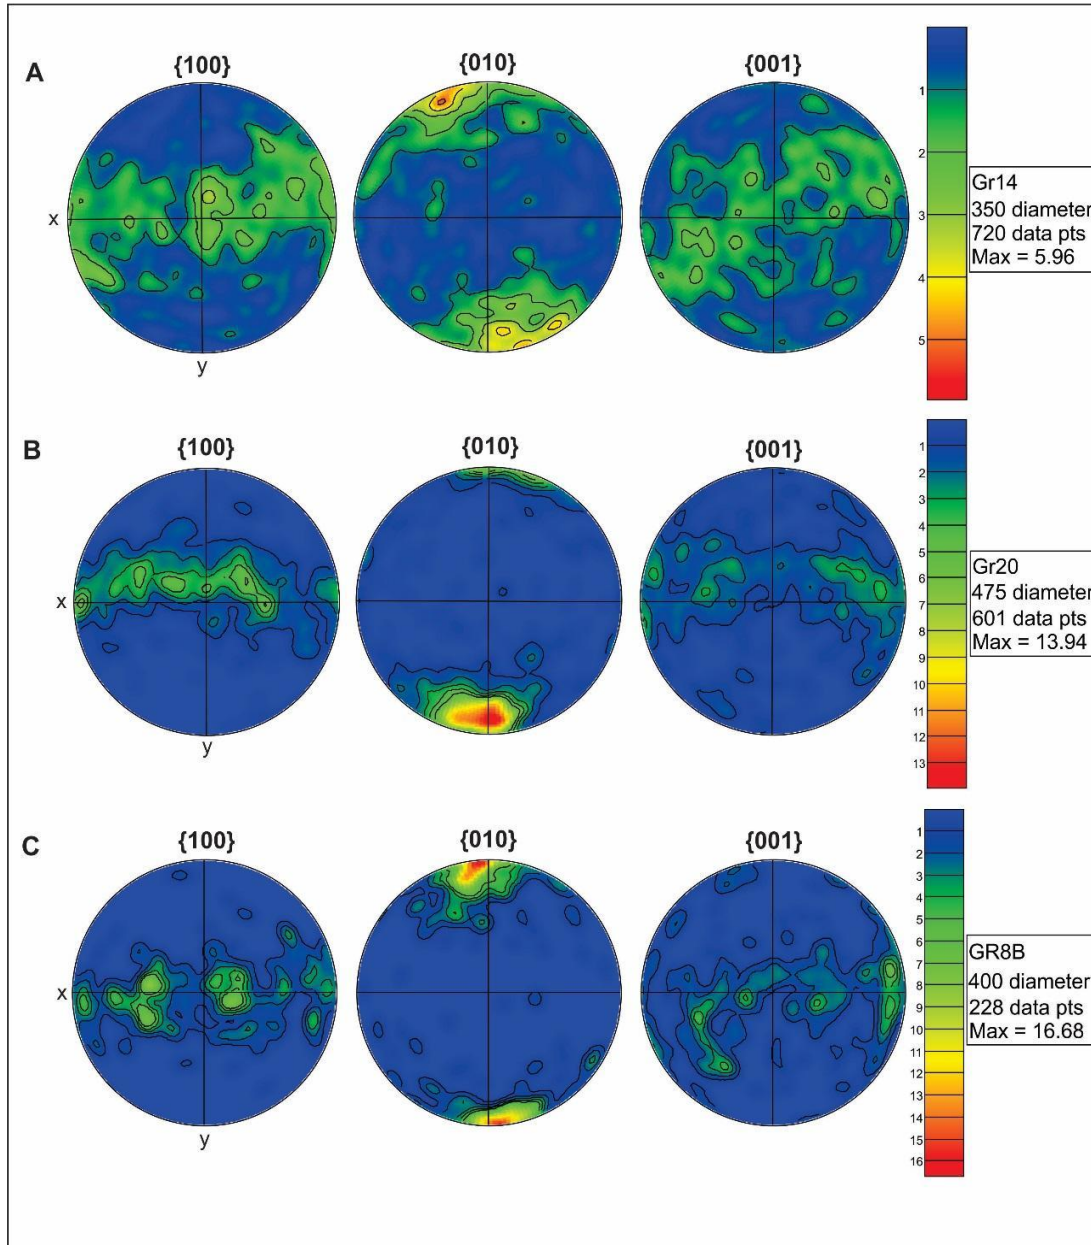 A
{100}
{010}
{001}
x
y
1
2
3
4
5
Gr14
350 diameter
720 data pts
Max = 5.96
B
{100}
{010}
{001}
x
y
1
2
3
4
5
6
7
8
9
10
11
12
13
Gr20
475 diameter
601 data pts
Max = 13.94
C
{100}
{010}
{001}
x
y
1
2
3
4
5
6
7
8
9
10
11
12
13
14
15
16
GR8B
400 diameter
228 data pts
Max = 16.68